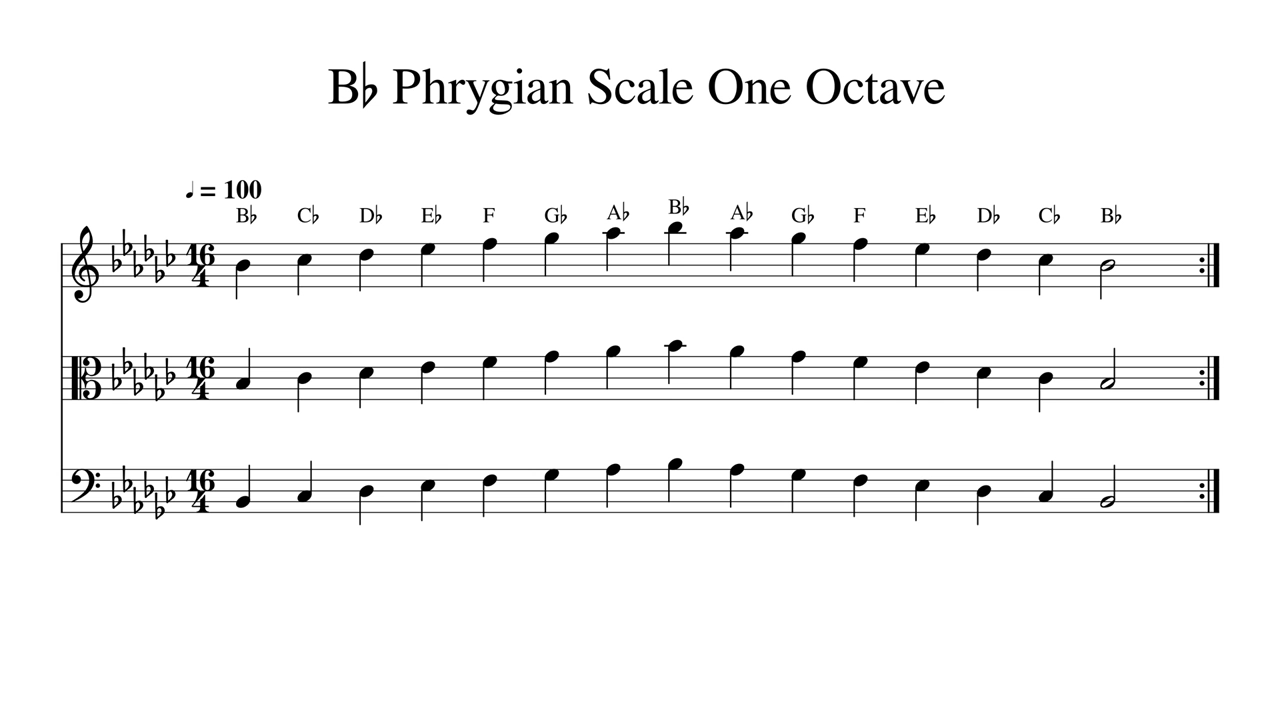 B♭ Phrygian Scale One Octave
♩ = 100
B♭ C♭ D♭ E♭ F G♭ A♭ B♭ A♭ G♭ F E♭ D♭ C♭ B♭
16
4
16
4
16
4